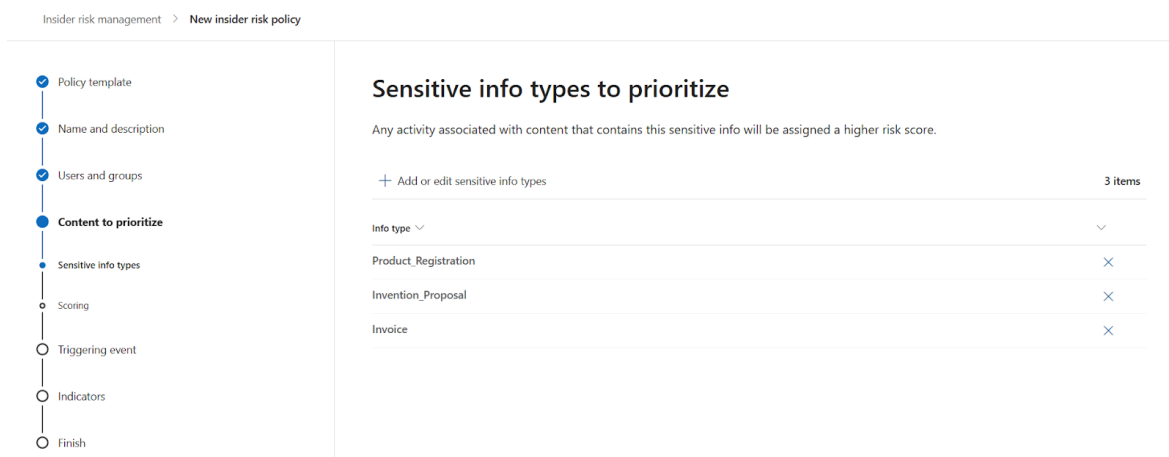 Insider risk management > New insider risk policy
Policy template
Name and description
Users and groups
Content to prioritize
Sensitive info types
Scoring
Triggering event
Indicators
Finish
Sensitive info types to prioritize
Any activity associated with content that contains this sensitive info will be assigned a higher risk score.
+ Add or edit sensitive info types
3 items
Info type
Product_Registration
Invention_Proposal
Invoice